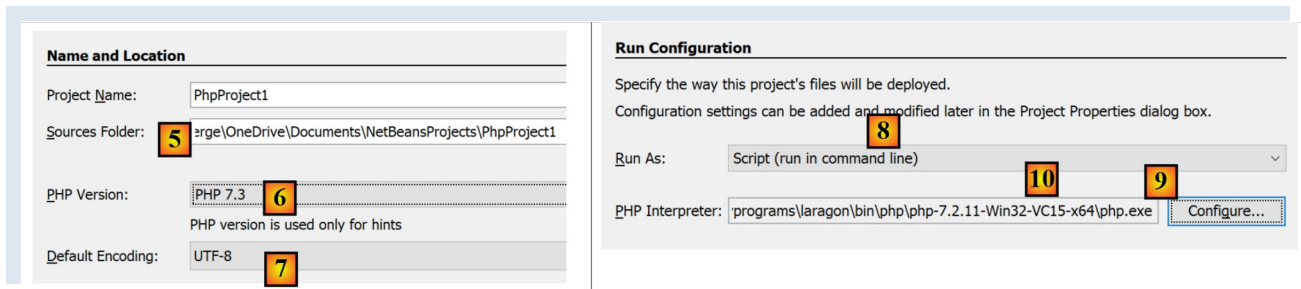 Name and Location
Project Name: PhpProject1
Sources Folder: 5 erge\OneDrive\Documents\NetBeansProjects\PhpProject1
PHP Version: PHP 7.3 6
PHP version is used only for hints
Default Encoding: UTF-8 7
Run Configuration
Specify the way this project's files will be deployed.
Configuration settings can be added and modified later in the Project Properties dialog box.
8
Run As: Script (run in command line)
10 9
PHP Interpreter: programs\laragon\bin\php\php-7.2.11-Win32-VC15-x64\php.exe Configure...